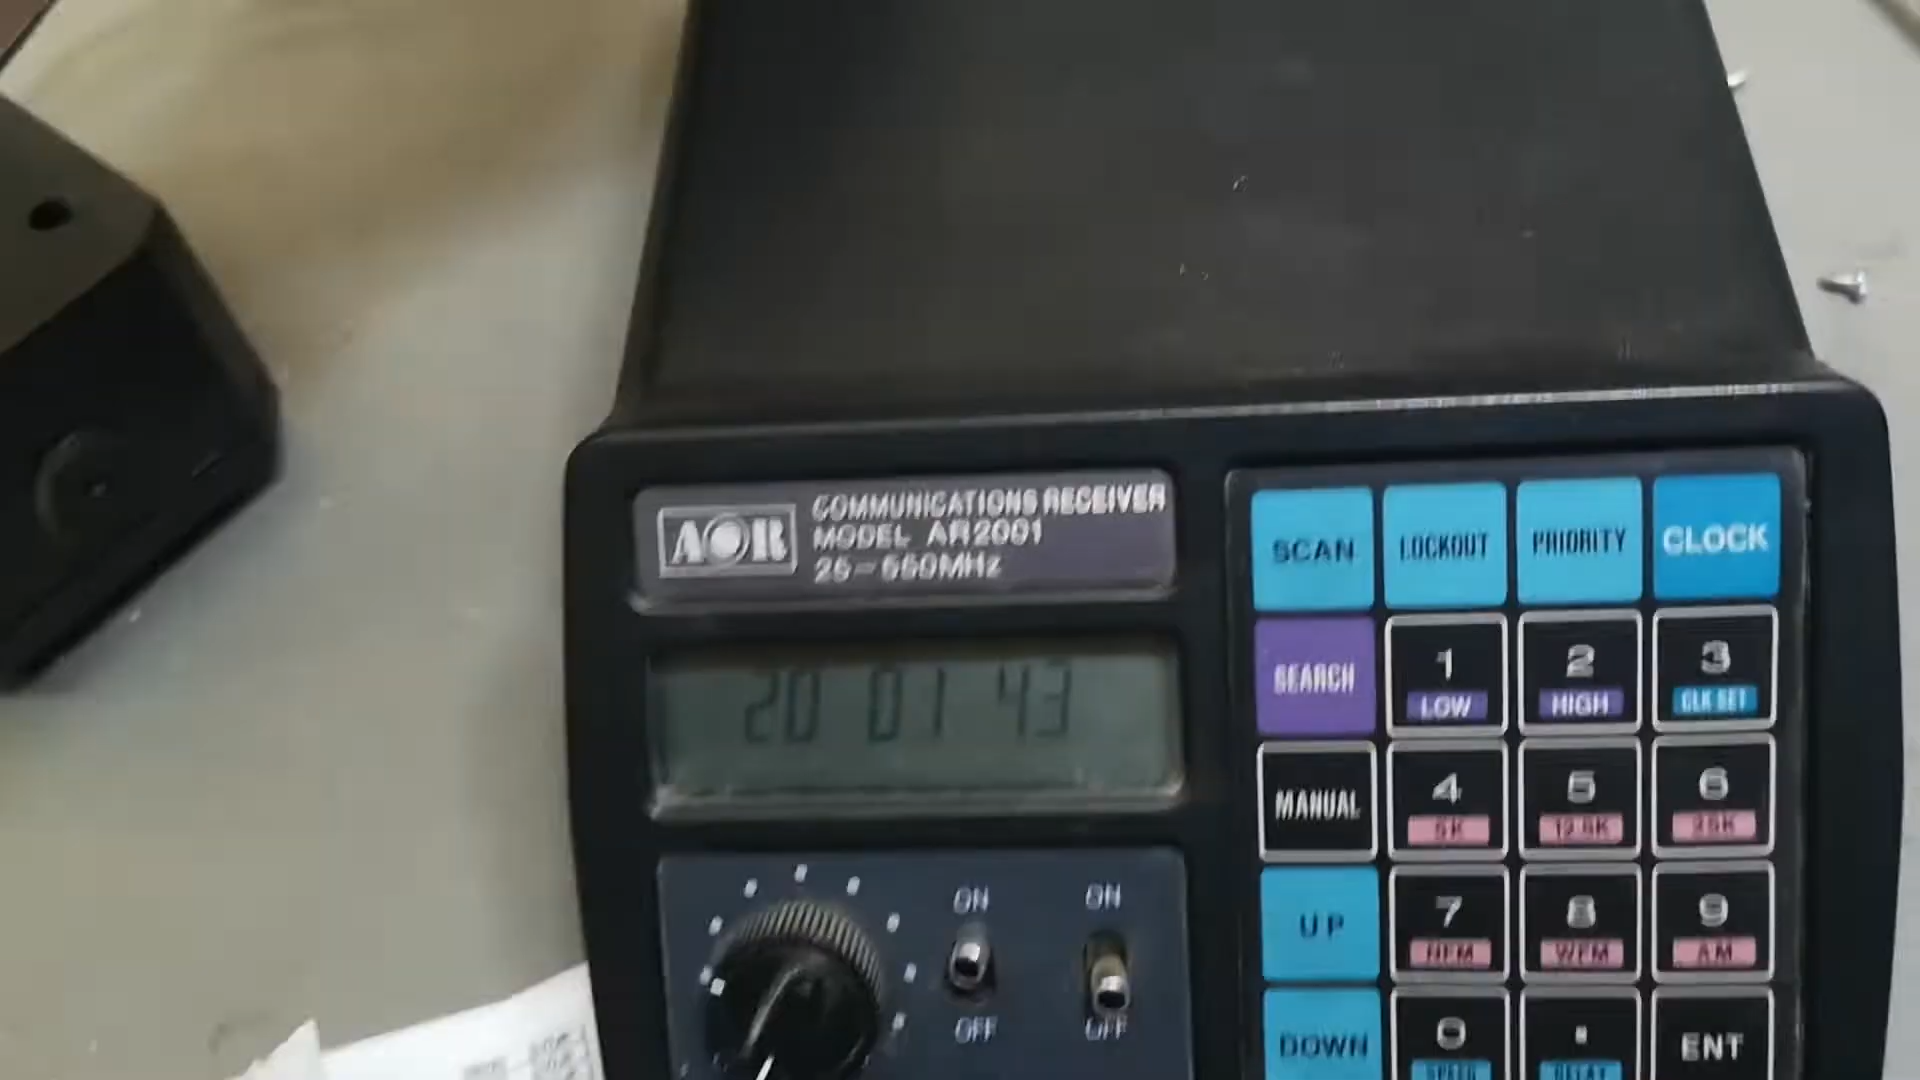 AOR
COMMUNICATIONS RECEIVER
MODEL AR2001
25-550MHz
20 01 43
SCAN LOCKOUT PRIORITY CLOCK
SEARCH 1 2 3
LOW HIGH CLK SET
MANUAL 4 5 6
5K 12.5K 25K
UP 7 8 9
NFM WFM AM
ON ON
OFF OFF
DOWN 0 . ENT
SPEED DELAY